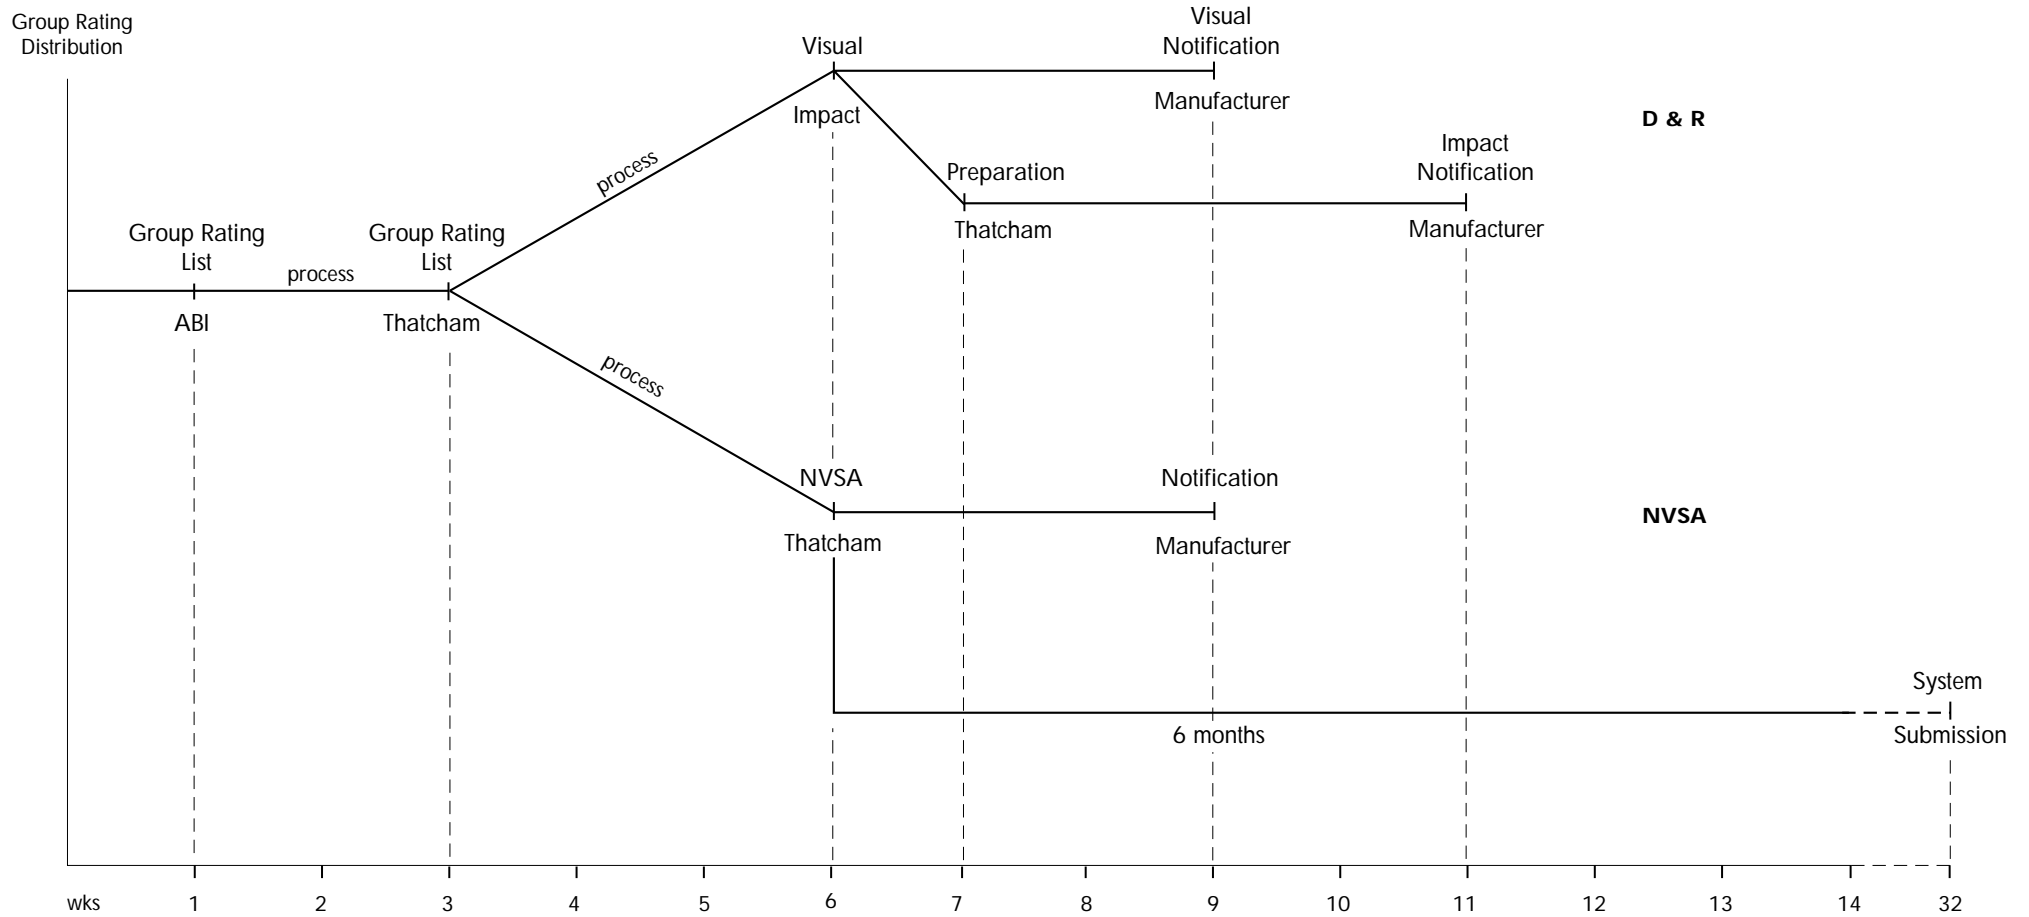 Group Rating
Distribution
Visual
Impact
Visual
Notification
Manufacturer
D & R
process
Preparation
Thatcham
Impact
Notification
Manufacturer
Group Rating
List
ABI
process
Group Rating
List
Thatcham
process
NVSA
Thatcham
Notification
Manufacturer
NVSA
6 months
System
Submission
wks 1 2 3 4 5 6 7 8 9 10 11 12 13 14 32